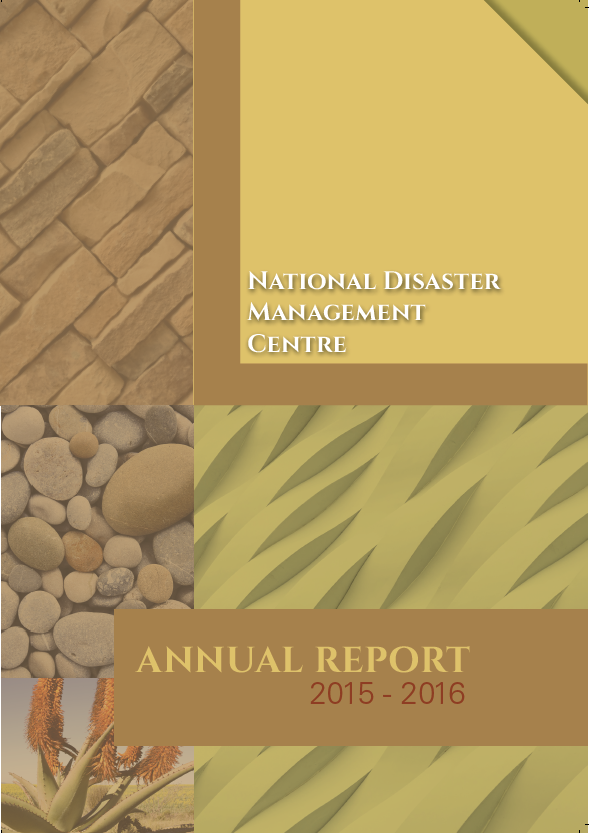 National Disaster
Management
Centre
ANNUAL REPORT
2015 - 2016